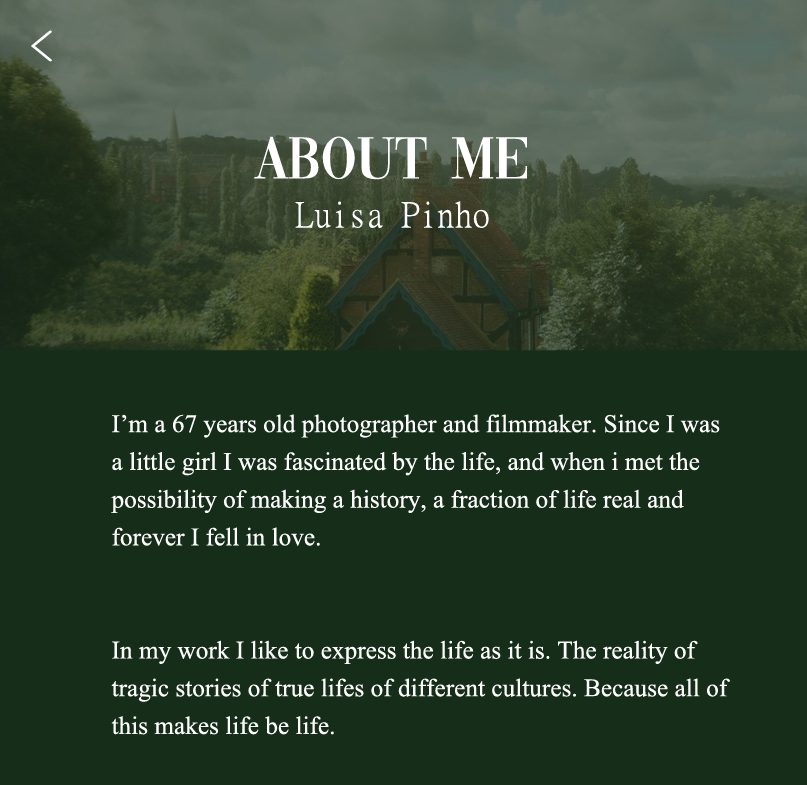 ABOUT ME
Luisa Pinho
I’m a 67 years old photographer and filmmaker. Since I was
a little girl I was fascinated by the life, and when i met the
possibility of making a history, a fraction of life real and
forever I fell in love.
In my work I like to express the life as it is. The reality of
tragic stories of true lifes of different cultures. Because all of
this makes life be life.